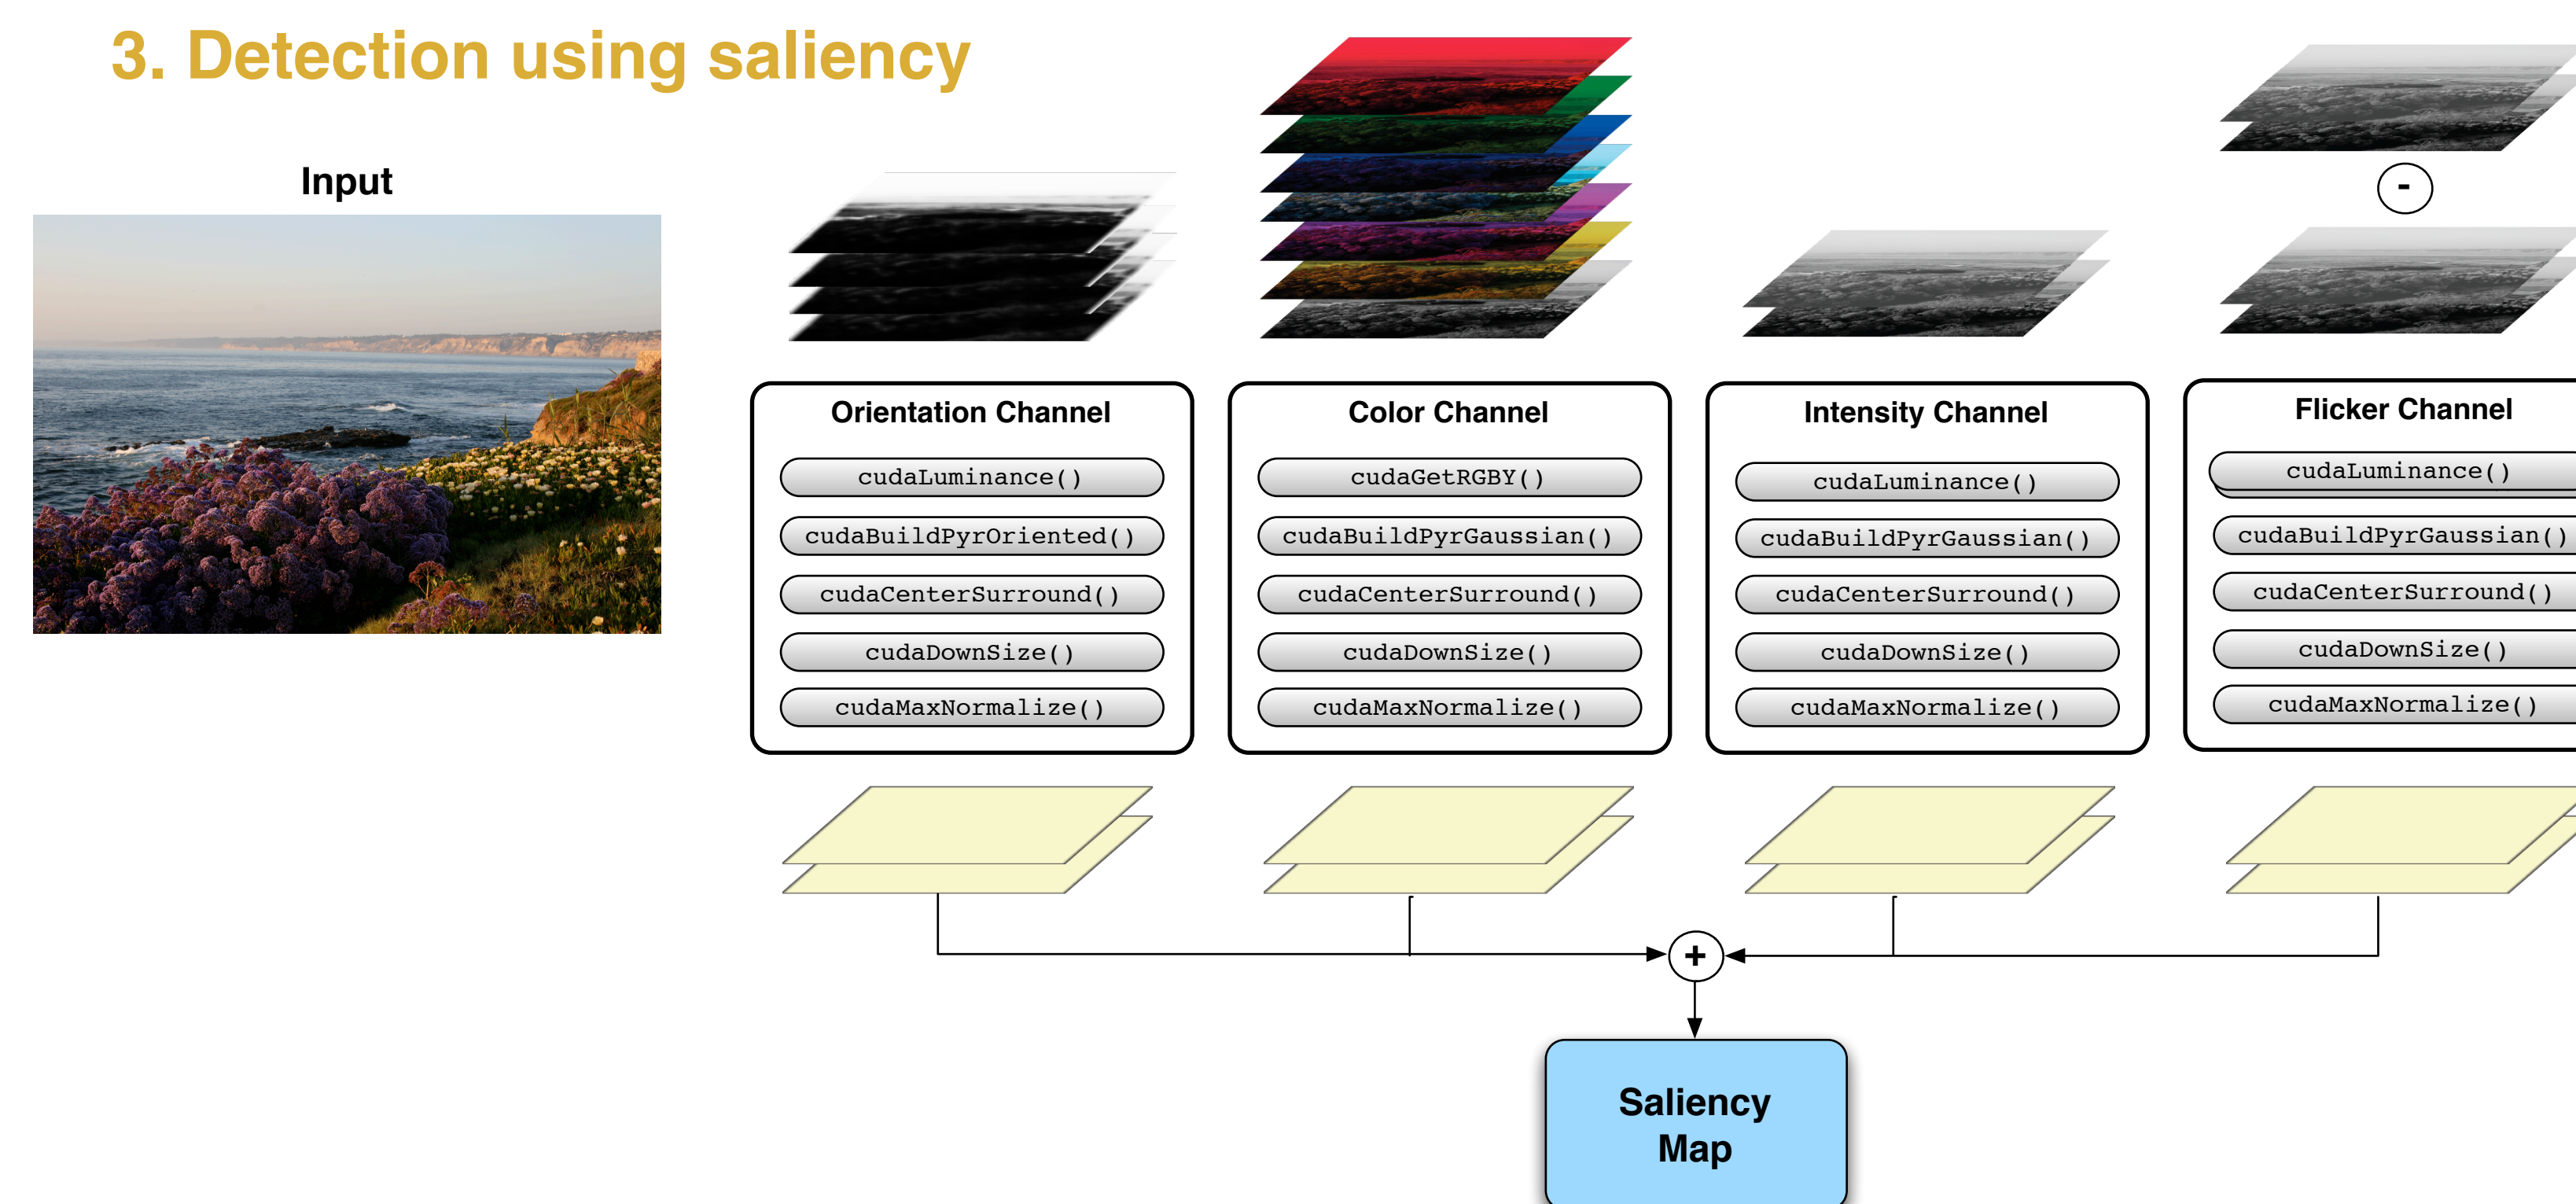 3. Detection using saliency
Input
-
Orientation Channel
cudaLuminance()
cudaBuildPyrOriented()
cudaCenterSurround()
cudaDownSize()
cudaMaxNormalize()
Color Channel
cudaGetRGBY()
cudaBuildPyrGaussian()
cudaCenterSurround()
cudaDownSize()
cudaMaxNormalize()
Intensity Channel
cudaLuminance()
cudaBuildPyrGaussian()
cudaCenterSurround()
cudaDownSize()
cudaMaxNormalize()
Flicker Channel
cudaLuminance()
cudaBuildPyrGaussian()
cudaCenterSurround()
cudaDownSize()
cudaMaxNormalize()
+
Saliency
Map